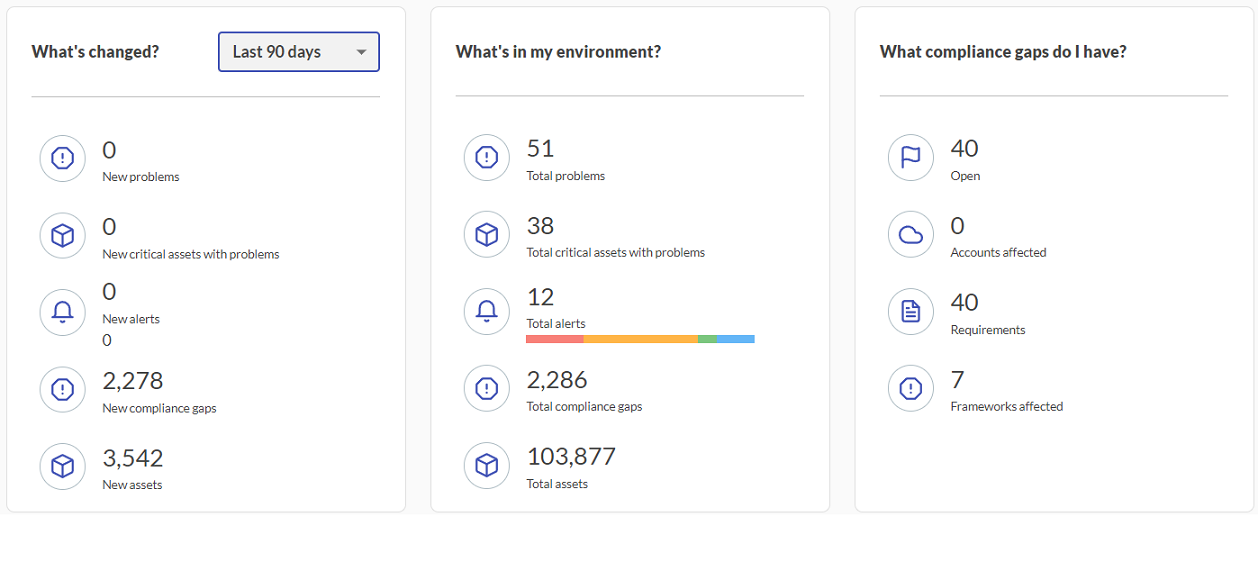 What's changed?
Last 90 days
0
New problems
0
New critical assets with problems
0
New alerts
0
2,278
New compliance gaps
3,542
New assets
What's in my environment?
51
Total problems
38
Total critical assets with problems
12
Total alerts
2,286
Total compliance gaps
103,877
Total assets
What compliance gaps do I have?
40
Open
0
Accounts affected
40
Requirements
7
Frameworks affected